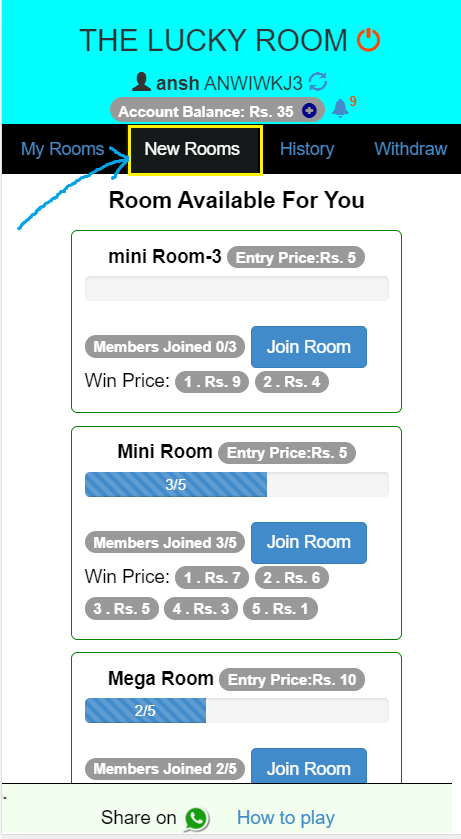 THE LUCKY ROOM
ansh ANWIWKJ3
Account Balance: Rs. 35 9
My Rooms New Rooms History Withdraw
Room Available For You
mini Room-3 Entry Price:Rs. 5
Members Joined 0/3 Join Room
Win Price: 1 . Rs. 9 2 . Rs. 4
Mini Room Entry Price:Rs. 5
3/5
Members Joined 3/5 Join Room
Win Price: 1 . Rs. 7 2 . Rs. 6
3 . Rs. 5 4 . Rs. 3 5 . Rs. 1
Mega Room Entry Price:Rs. 10
2/5
Members Joined 2/5 Join Room
.
Share on How to play